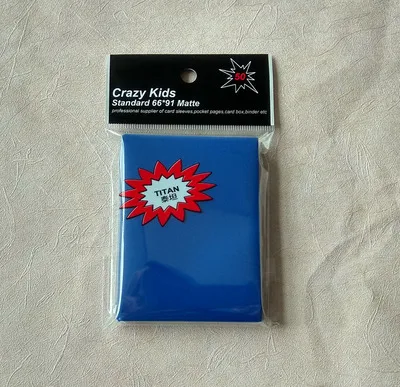 50
Crazy Kids
Standard 66*91 Matte
professional supplier of card sleeves,pocket pages,card box,binder etc
TITAN
泰坦